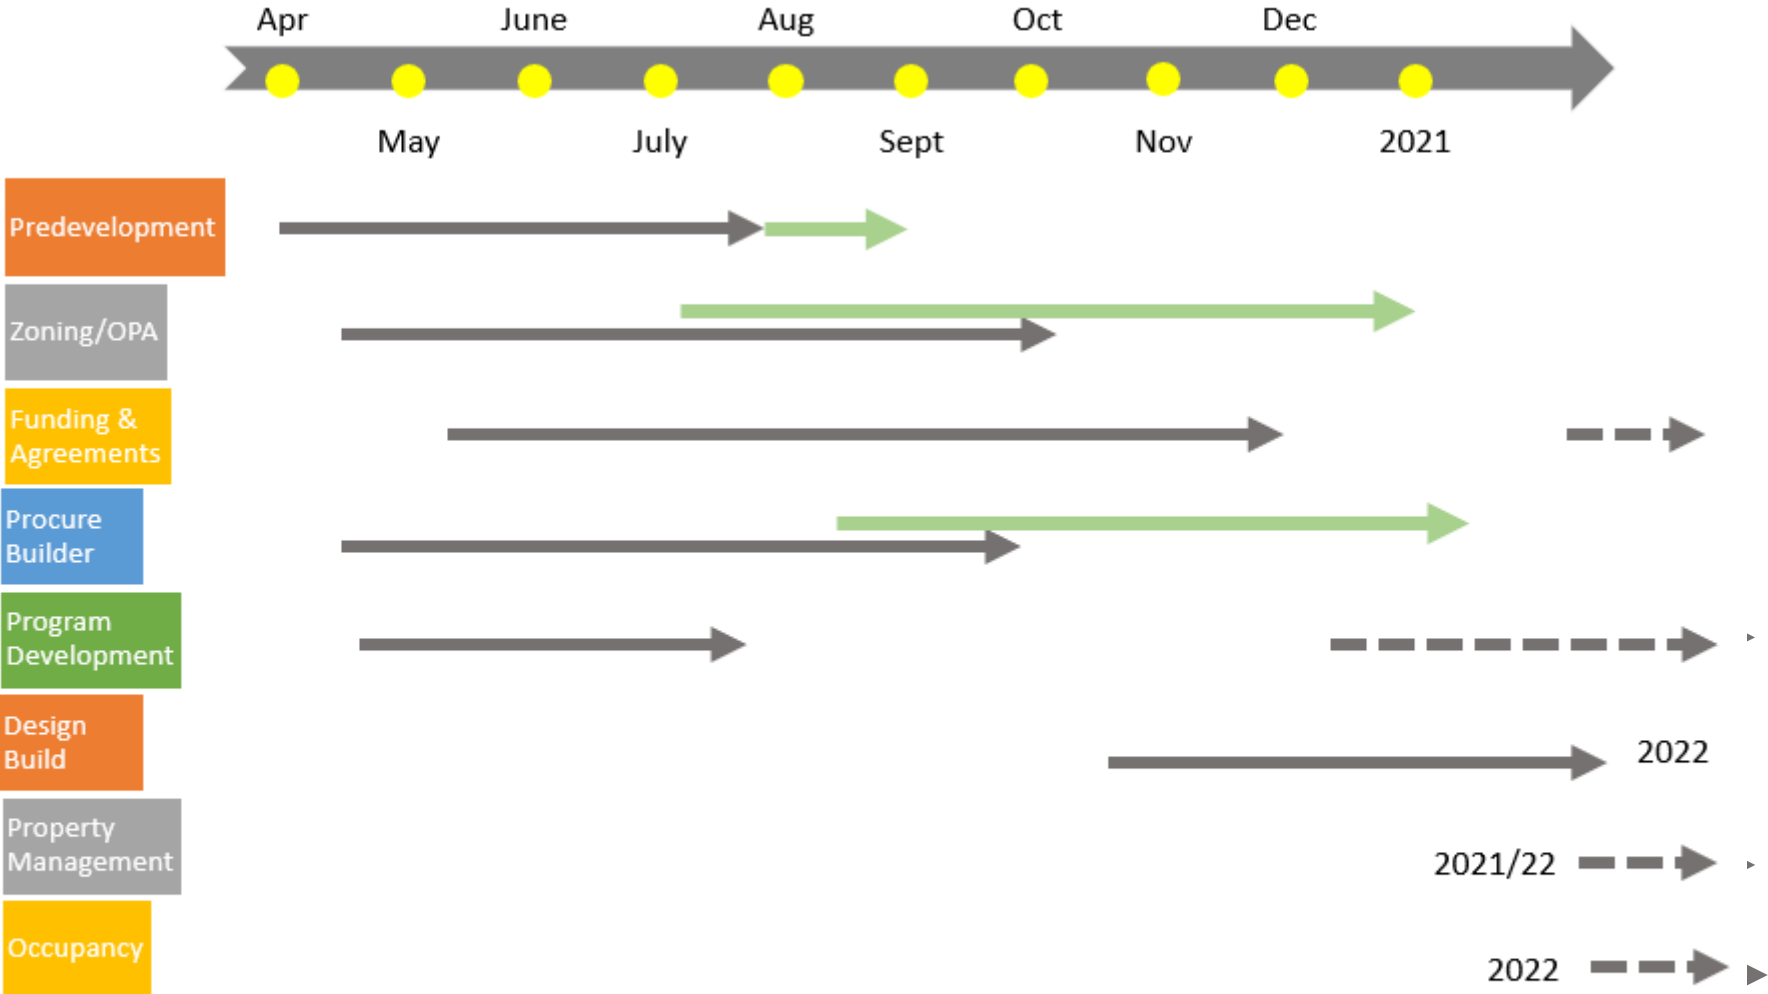 Apr June Aug Oct Dec
May July Sept Nov 2021
Predevelopment
Zoning/OPA
Funding &
Agreements
Procure
Builder
Program
Development
Design
Build
2022
Property
Management
2021/22
Occupancy
2022